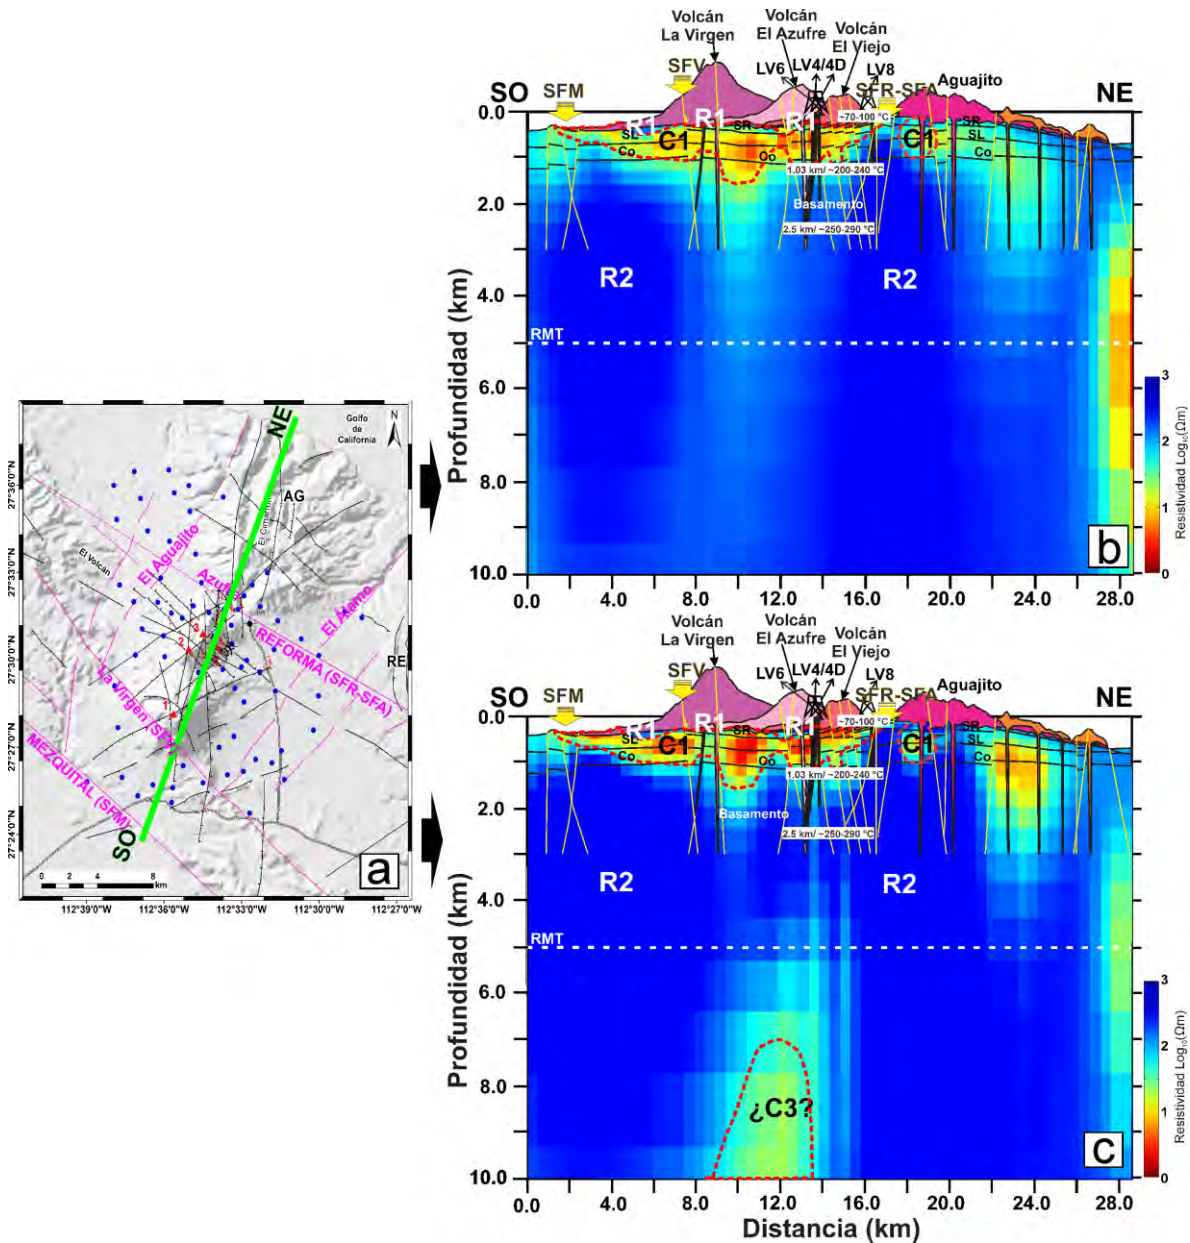 Golfo
de
California
N
NE
AG
El Cimarrón
El Volcán
El Aguajito
Azufre
El Álamo
REFORMA (SFR-SFA)
RE
3
2
1
La Virgen (SFV)
MEZQUITAL (SFM)
SO
0 2 4 8
km
a
27°36'0"N
27°33'0"N
27°30'0"N
27°27'0"N
27°24'0"N
112°39'0"W 112°36'0"W 112°33'0"W 112°30'0"W 112°27'0"W
Volcán
La Virgen
Volcán
El Azufre
Volcán
El Viejo
SO
SFM
SFV
LV6
LV4/4D
LV8
SFR-SFA
Aguajito
NE
R1
R1
R1
~70-100 °C
SL
SR
SR
SL
C1
C1
Co
Co
Co
1.03 km/ ~200-240 °C
Basamento
2.5 km/ ~250-290 °C
R2
R2
RMT
b
Profundidad (km)
0.0
2.0
4.0
6.0
8.0
10.0
0.0 4.0 8.0 12.0 16.0 20.0 24.0 28.0
3
2
1
0
Resistividad Log10(Ωm)
Volcán
La Virgen
Volcán
El Azufre
Volcán
El Viejo
SO
SFM
SFV
LV6
LV4/4D
LV8
SFR-SFA
Aguajito
NE
R1
R1
R1
~70-100 °C
SL
SR
SR
SL
C1
C1
Co
Co
Co
1.03 km/ ~200-240 °C
Basamento
2.5 km/ ~250-290 °C
R2
R2
RMT
¿C3?
c
Profundidad (km)
0.0
2.0
4.0
6.0
8.0
10.0
0.0 4.0 8.0 12.0 16.0 20.0 24.0 28.0
Distancia (km)
3
2
1
0
Resistividad Log10(Ωm)